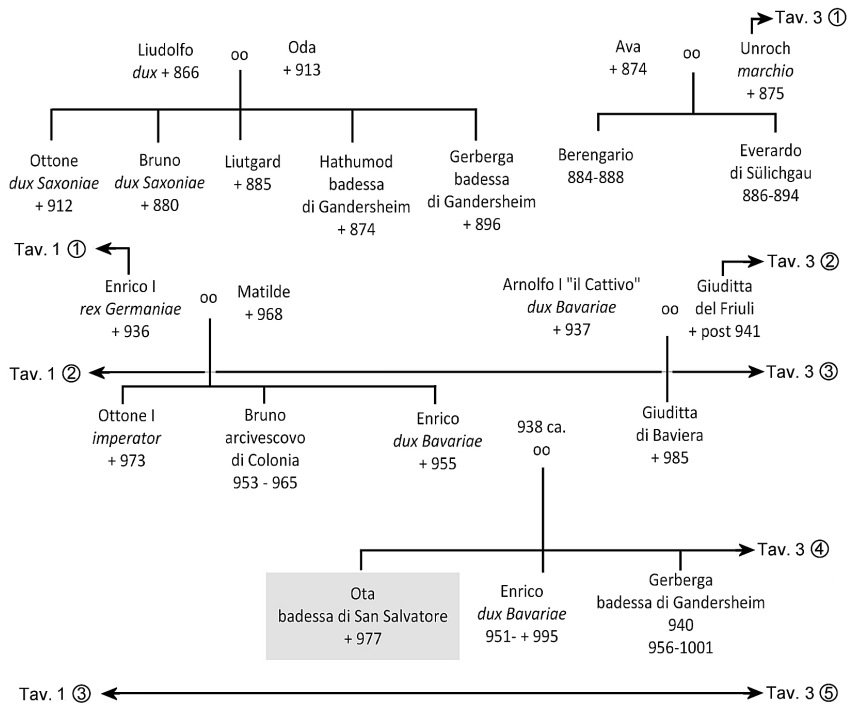 Tav. 3 ①
Liudolfo
dux + 866
oo
Oda
+ 913
Ava
+ 874
oo
Unroch
marchio
+ 875
Ottone
dux Saxoniae
+ 912
Bruno
dux Saxoniae
+ 880
Liutgard
+ 885
Hathumod
badessa
di Gandersheim
+ 874
Gerberga
badessa
di Gandersheim
+ 896
Berengario
884-888
Everardo
di Sülichgau
886-894
Tav. 1 ①
Tav. 3 ②
Enrico I
rex Germaniae
+ 936
oo
Matilde
+ 968
Arnolfo I "il Cattivo"
dux Bavariae
+ 937
oo
Giuditta
del Friuli
+ post 941
Tav. 1 ②
Tav. 3 ③
Ottone I
imperator
+ 973
Bruno
arcivescovo
di Colonia
953 - 965
Enrico
dux Bavariae
+ 955
938 ca.
oo
Giuditta
di Baviera
+ 985
Tav. 3 ④
Ota
badessa di San Salvatore
+ 977
Enrico
dux Bavariae
951- + 995
Gerberga
badessa di Gandersheim
940
956-1001
Tav. 1 ③
Tav. 3 ⑤